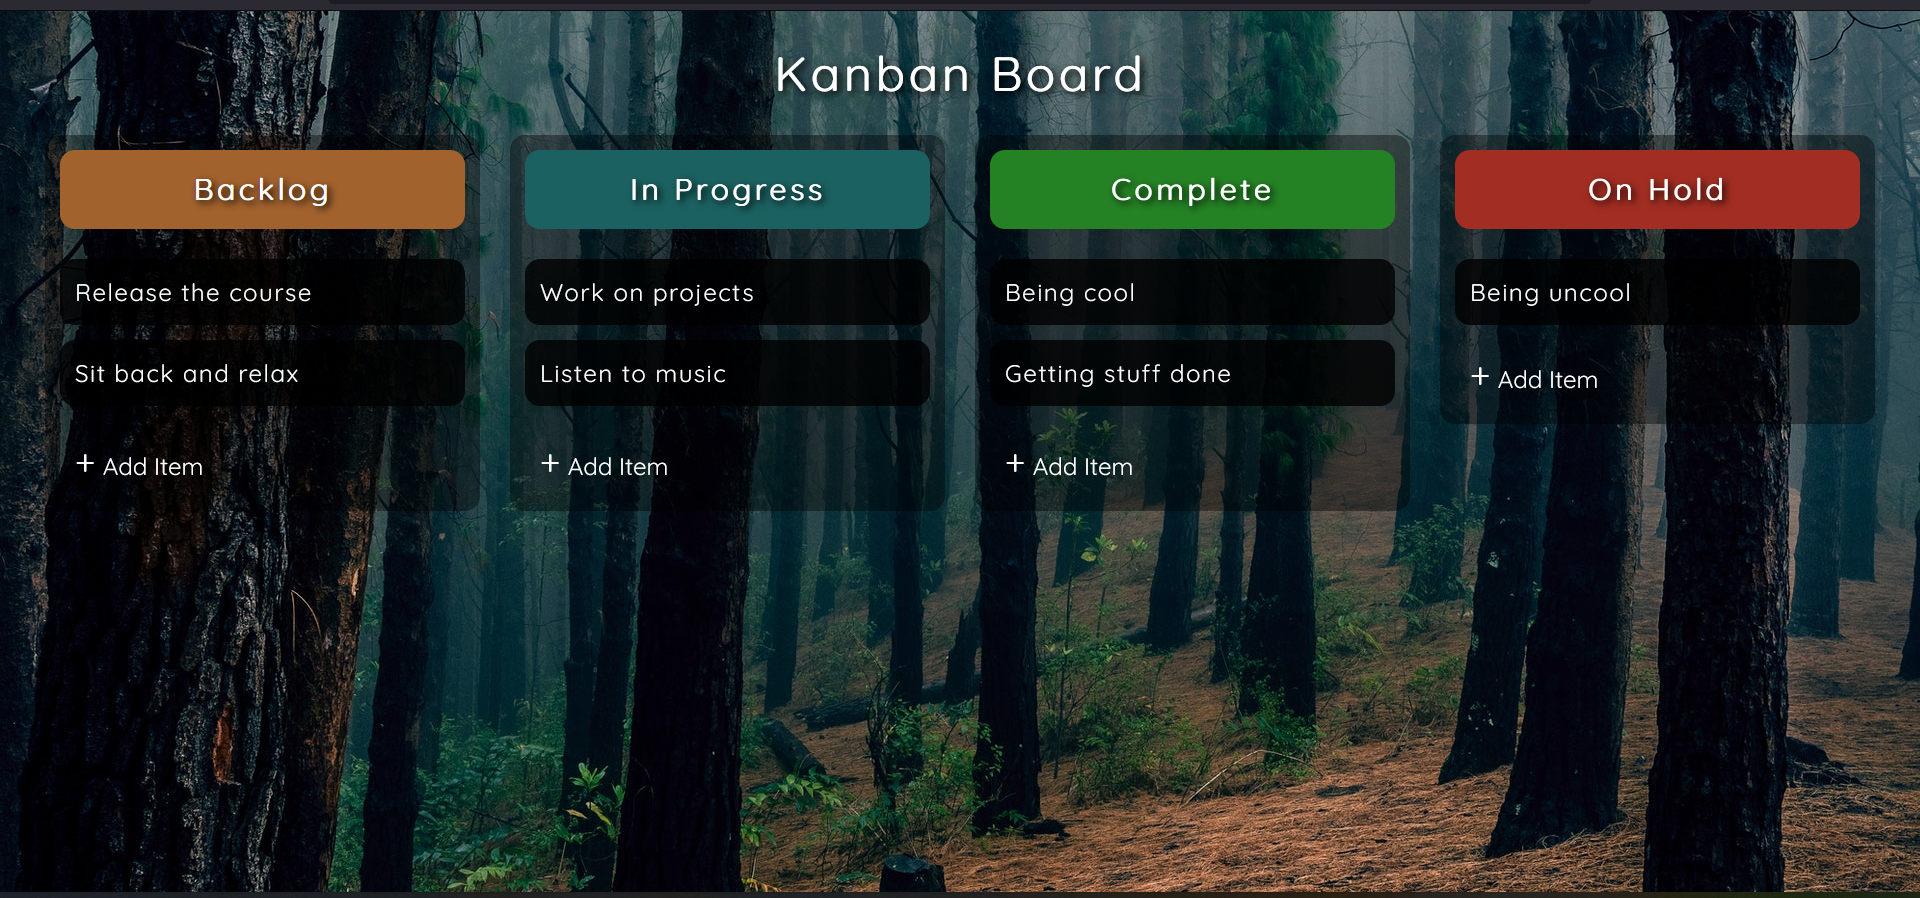 Kanban Board
Backlog
Release the course
Sit back and relax
+ Add Item
In Progress
Work on projects
Listen to music
+ Add Item
Complete
Being cool
Getting stuff done
+ Add Item
On Hold
Being uncool
+ Add Item